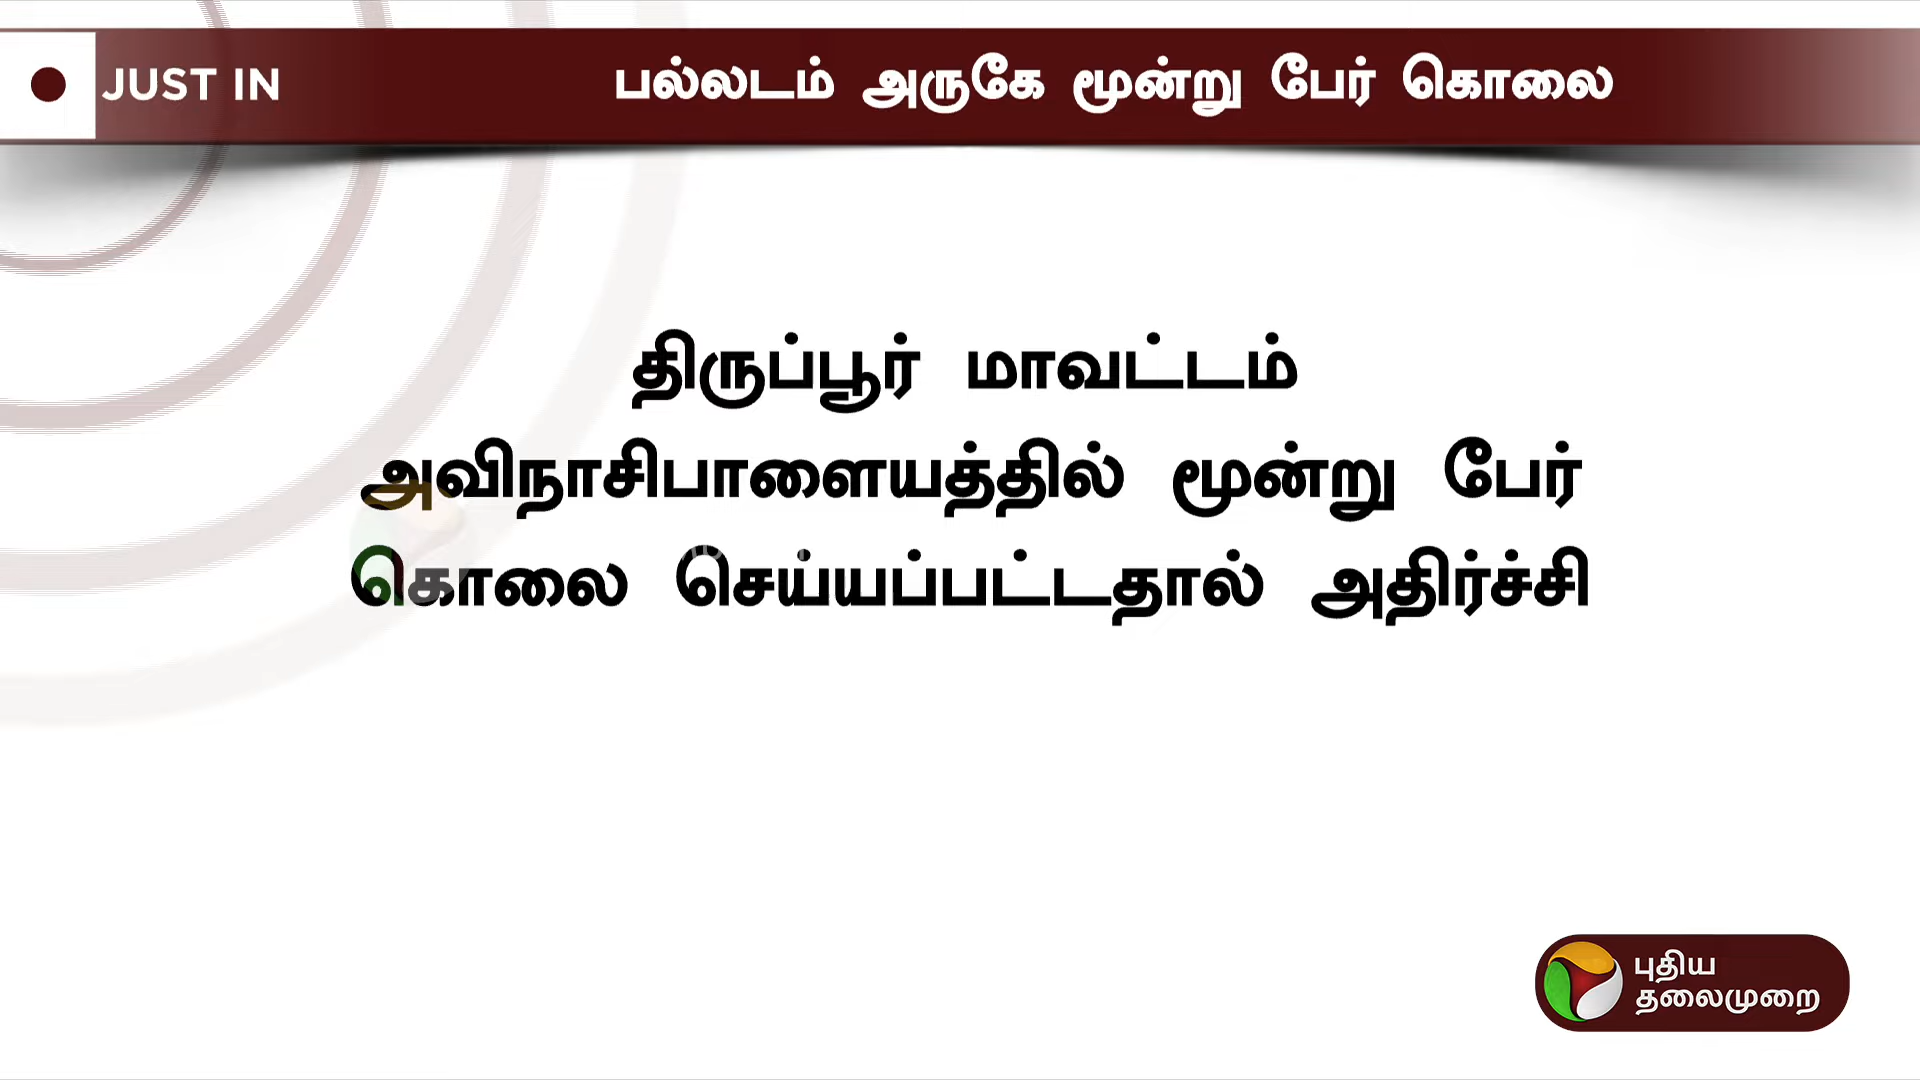 JUST IN
பல்லடம் அருகே மூன்று பேர் கொலை
திருப்பூர் மாவட்டம்
அவிநாசிபாளையத்தில் மூன்று பேர்
கொலை செய்யப்பட்டதால் அதிர்ச்சி
புதிய
தலைமுறை